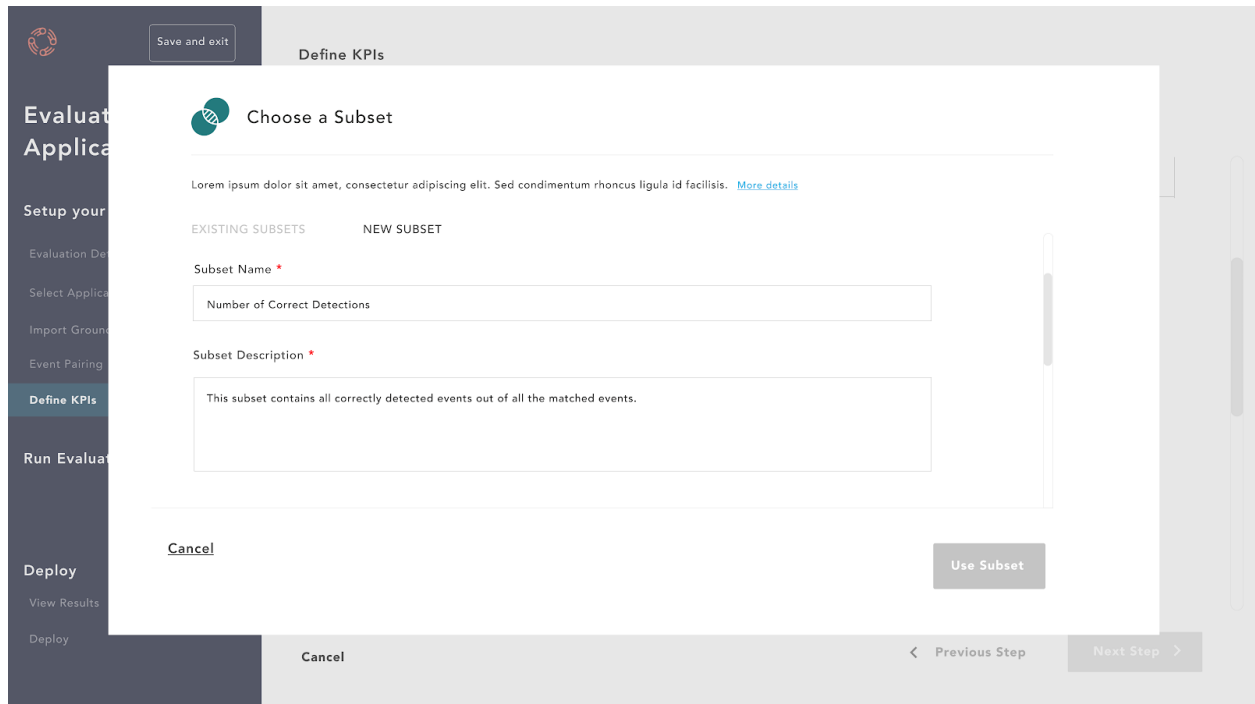 Save and exit
Define KPIs
Evaluat
Applica
Setup your
Evaluation Det
Select Applica
Import Ground
Event Pairing
Define KPIs
Run Evaluat
Deploy
View Results
Deploy
Choose a Subset
Lorem ipsum dolor sit amet, consectetur adipiscing elit. Sed condimentum rhoncus ligula id facilisis. More details
EXISTING SUBSETS NEW SUBSET
Subset Name *
Number of Correct Detections
Subset Description *
This subset contains all correctly detected events out of all the matched events.
Cancel
Use Subset
Cancel
Previous Step
Next Step